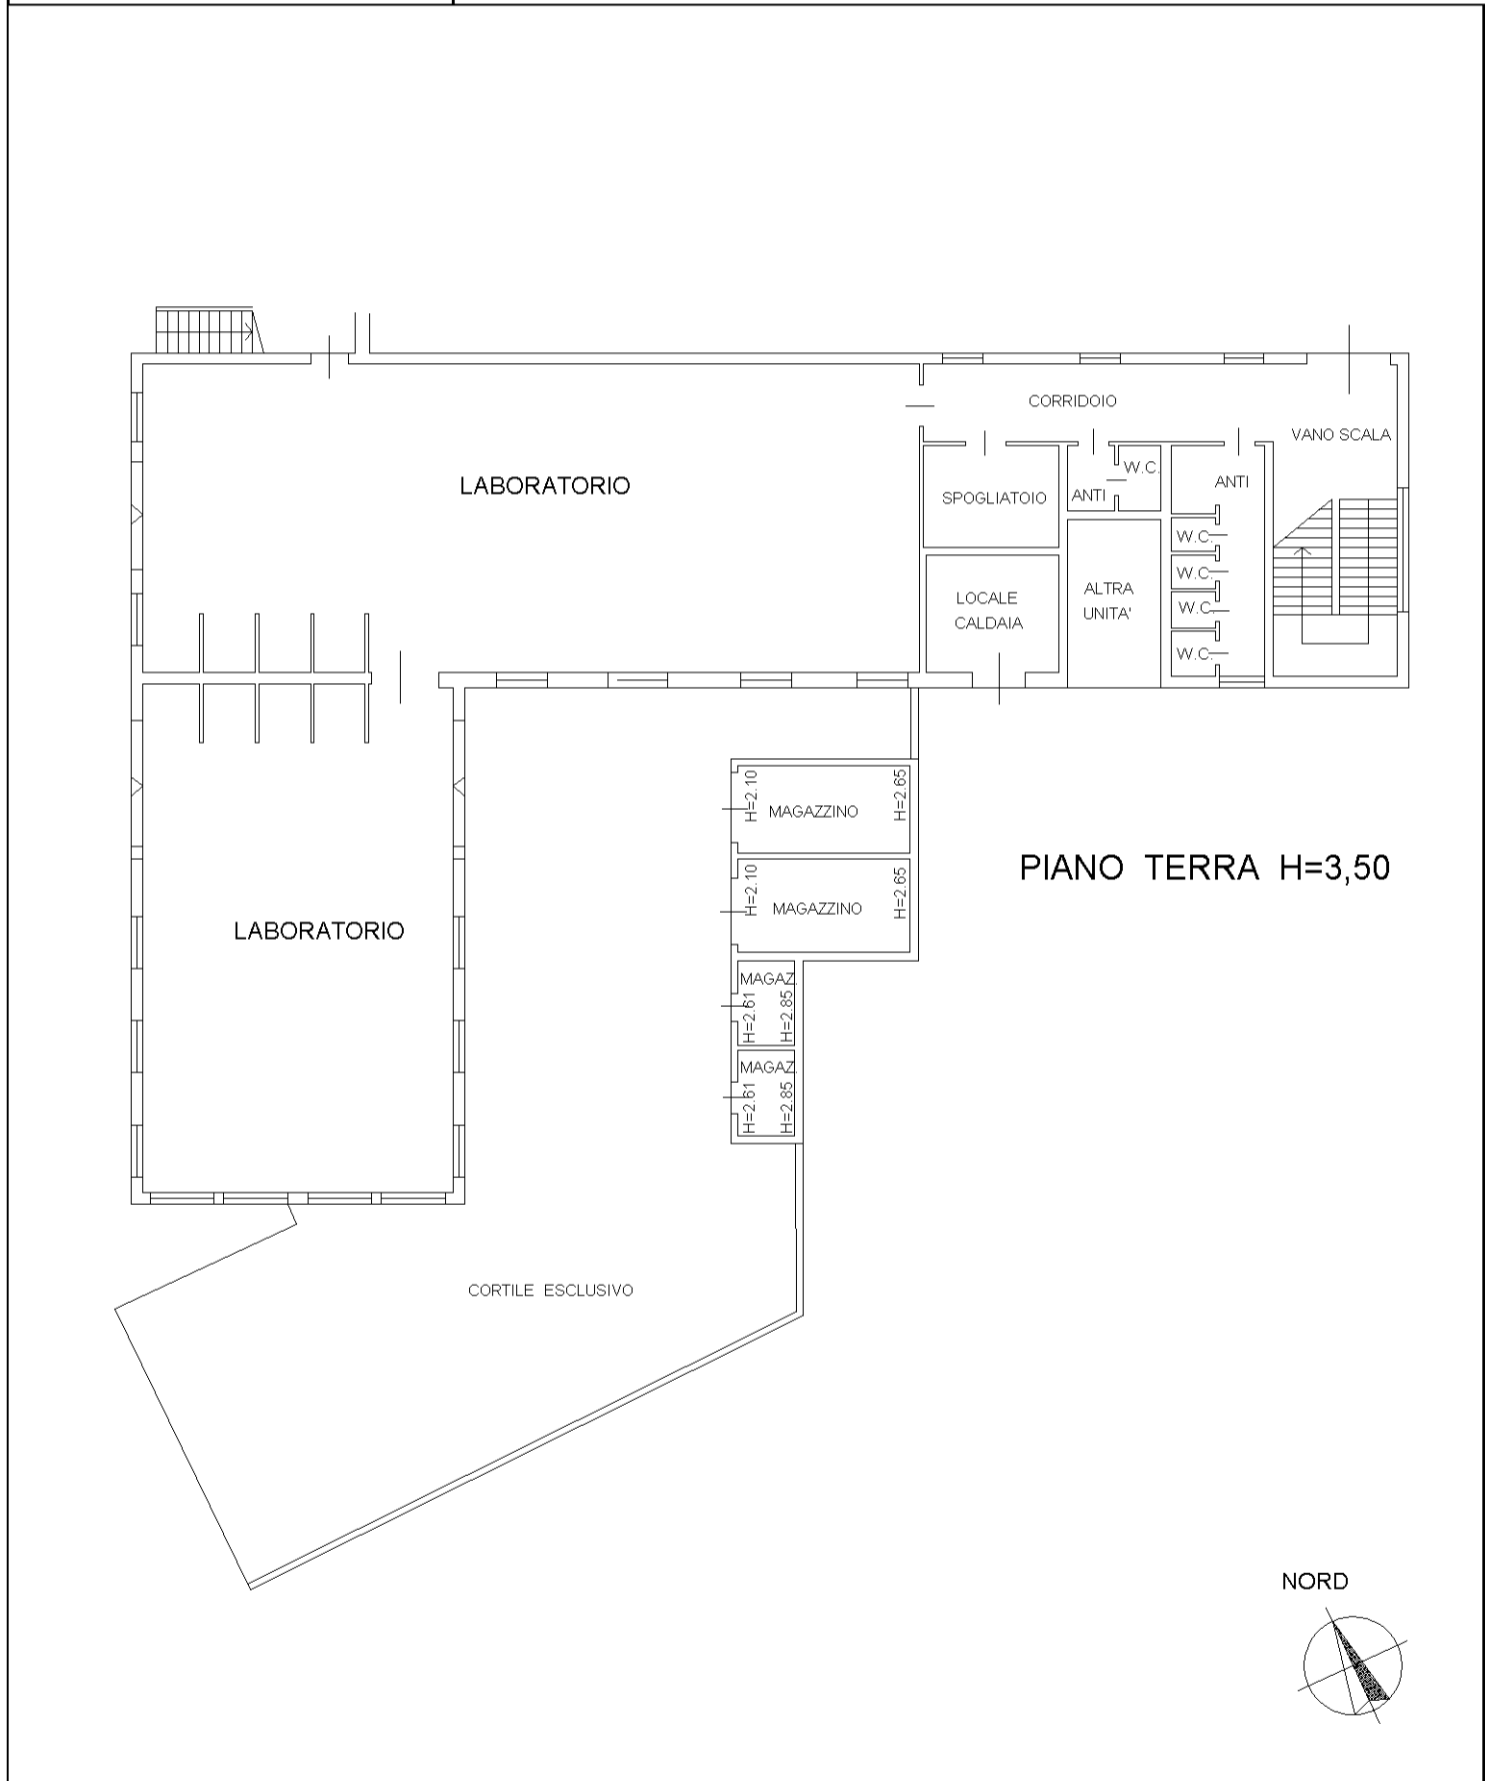 CORRIDOIO
VANO SCALA
LABORATORIO
SPOGLIATOIO
ANTI
W.C.
ANTI
W.C.
W.C.
W.C.
W.C.
LOCALE
CALDAIA
ALTRA
UNITA'
H=2.10
MAGAZZINO
H=2.65
H=2.10
MAGAZZINO
H=2.65
PIANO TERRA H=3,50
LABORATORIO
MAGAZ.
H=2.61
H=2.85
MAGAZ.
H=2.61
H=2.85
CORTILE ESCLUSIVO
NORD